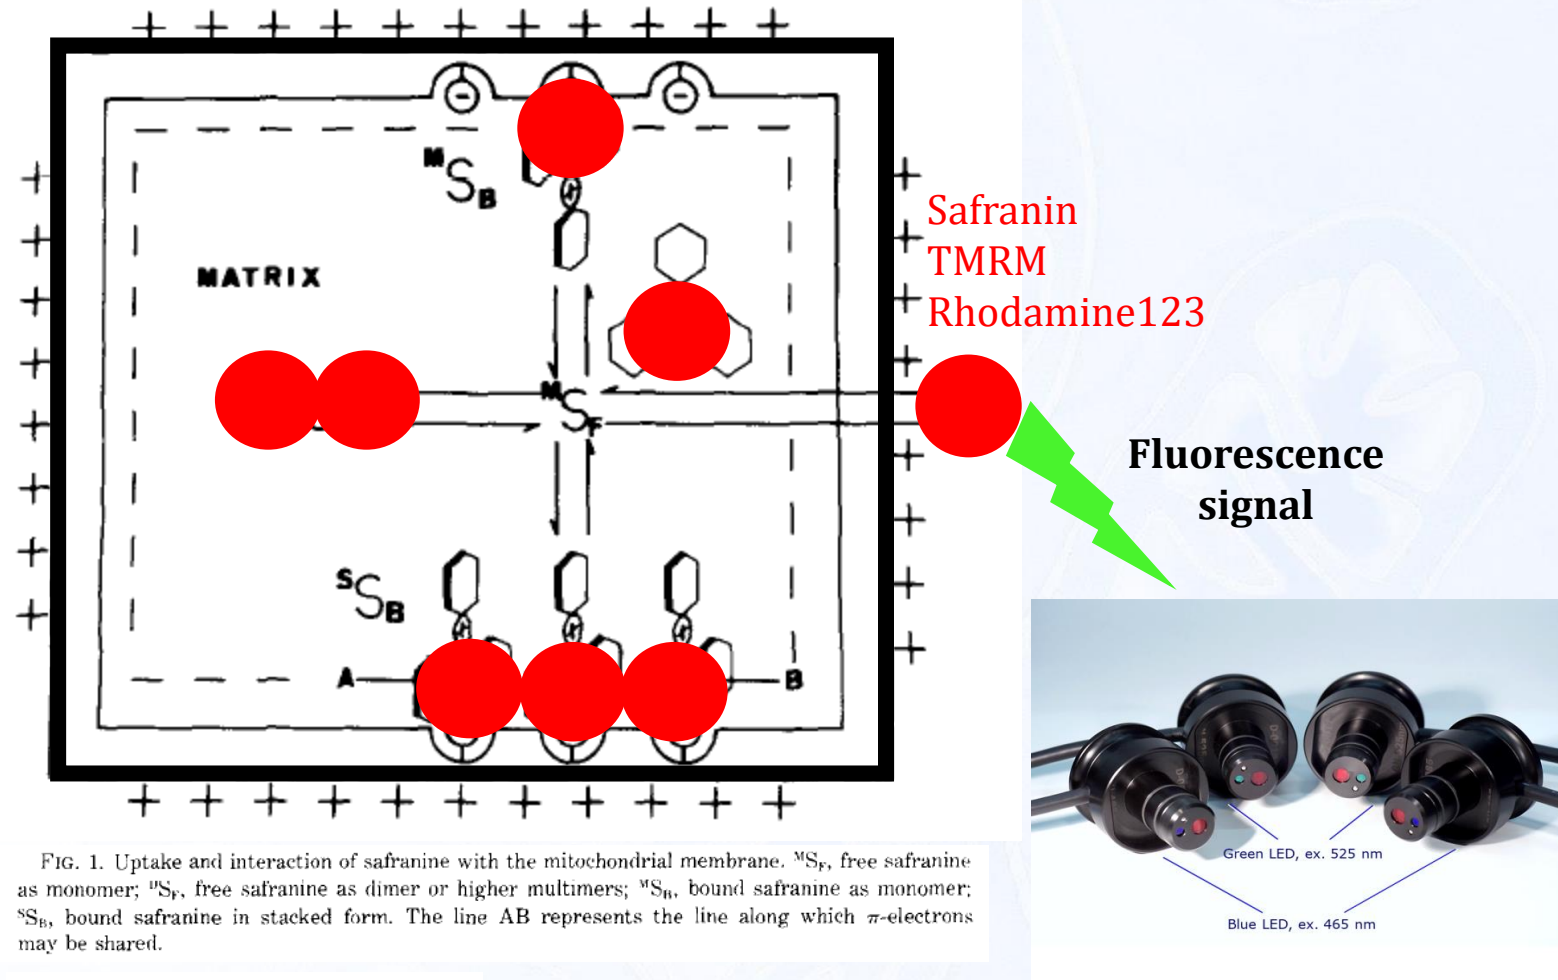 Safranin
TMRM
Rhodamine123
ᴹS_B
MATRIX
ᴹS_F
Fluorescence
signal
ˢS_B
A
B
Green LED, ex. 525 nm
Blue LED, ex. 465 nm
FIG. 1. Uptake and interaction of safranine with the mitochondrial membrane. ᴹS_F, free safranine
as monomer; ᴰS_F, free safranine as dimer or higher multimers; ᴹS_B, bound safranine as monomer;
ˢS_B, bound safranine in stacked form. The line AB represents the line along which π-electrons
may be shared.